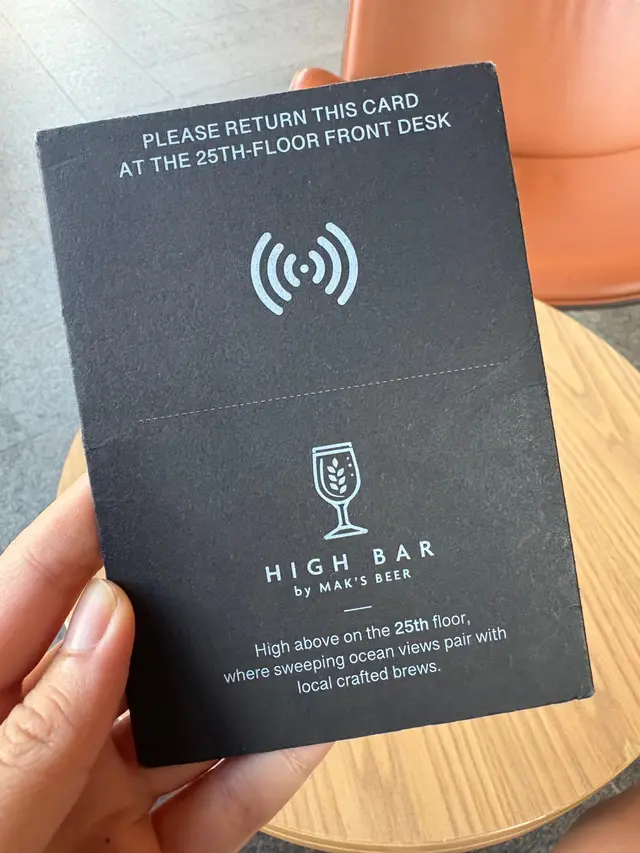 PLEASE RETURN THIS CARD
AT THE 25TH-FLOOR FRONT DESK
HIGH BAR
by MAK'S BEER
High above on the 25th floor,
where sweeping ocean views pair with
local crafted brews.